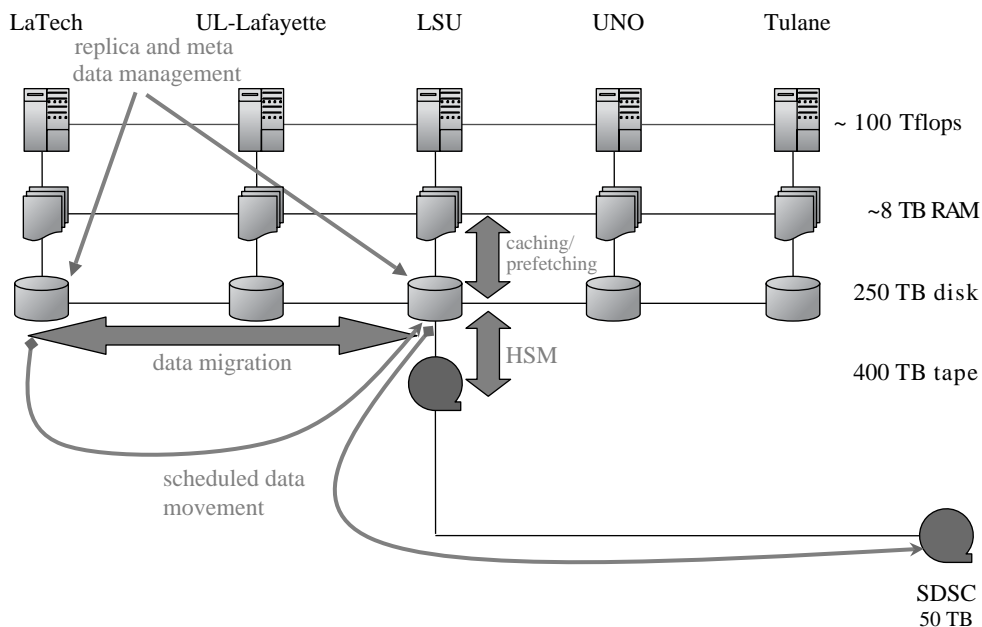 LaTech
UL-Lafayette
LSU
UNO
Tulane
replica and meta
data management
~ 100 Tflops
~8 TB RAM
caching/
prefetching
250 TB disk
data migration
HSM
400 TB tape
scheduled data
movement
SDSC
50 TB